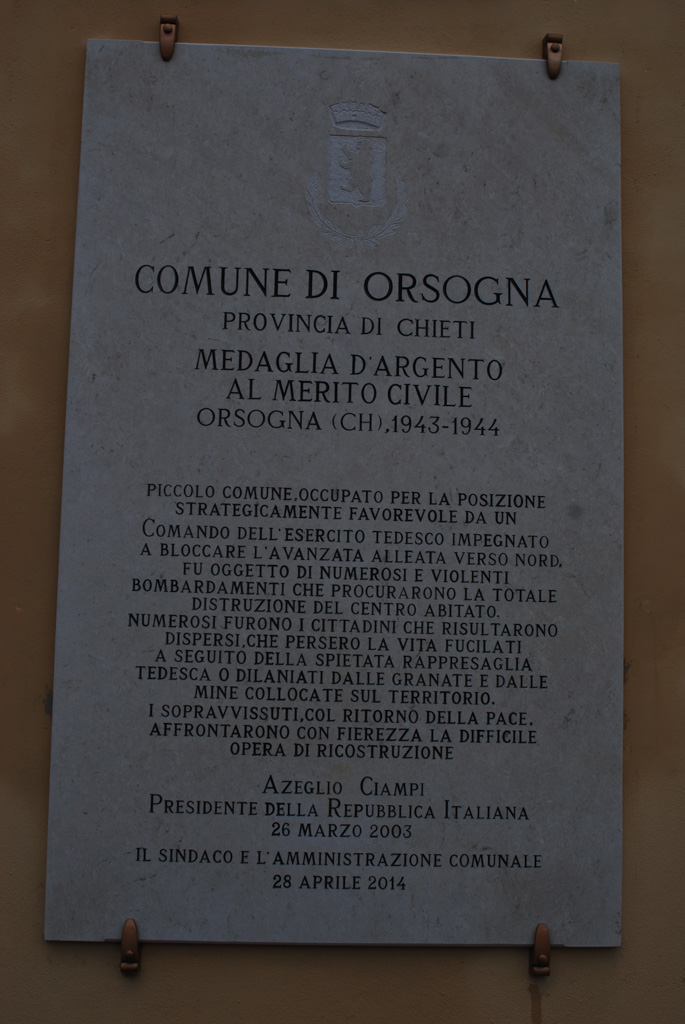 COMUNE DI ORSOGNA
PROVINCIA DI CHIETI
MEDAGLIA D'ARGENTO
AL MERITO CIVILE
ORSOGNA (CH),1943-1944
PICCOLO COMUNE,OCCUPATO PER LA POSIZIONE
STRATEGICAMENTE FAVOREVOLE DA UN
COMANDO DELL'ESERCITO TEDESCO IMPEGNATO
A BLOCCARE L'AVANZATA ALLEATA VERSO NORD,
FU OGGETTO DI NUMEROSI E VIOLENTI
BOMBARDAMENTI CHE PROCURARONO LA TOTALE
DISTRUZIONE DEL CENTRO ABITATO.
NUMEROSI FURONO I CITTADINI CHE RISULTARONO
DISPERSI,CHE PERSERO LA VITA FUCILATI
A SEGUITO DELLA SPIETATA RAPPRESAGLIA
TEDESCA O DILANIATI DALLE GRANATE E DALLE
MINE COLLOCATE SUL TERRITORIO.
I SOPRAVVISSUTI,COL RITORNO DELLA PACE.
AFFRONTARONO CON FIEREZZA LA DIFFICILE
OPERA DI RICOSTRUZIONE
AZEGLIO CIAMPI
PRESIDENTE DELLA REPUBBLICA ITALIANA
26 MARZO 2003
IL SINDACO E L'AMMINISTRAZIONE COMUNALE
28 APRILE 2014